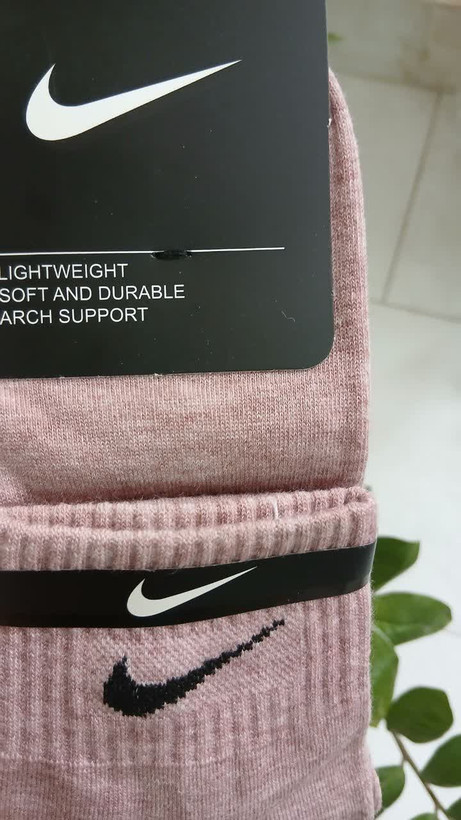 LIGHTWEIGHT
SOFT AND DURABLE
ARCH SUPPORT